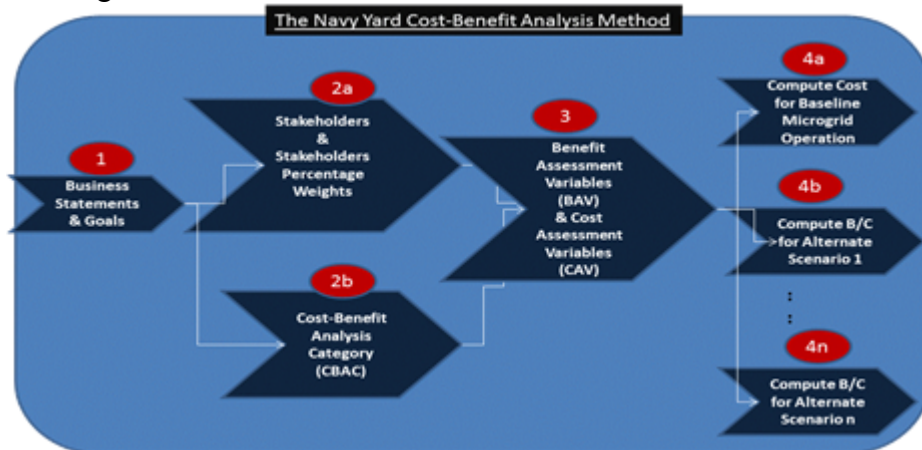 The Navy Yard Cost-Benefit Analysis Method
1
Business
Statements
& Goals
2a
Stakeholders
&
Stakeholders
Percentage
Weights
2b
Cost-Benefit
Analysis
Category
(CBAC)
3
Benefit
Assessment
Variables
(BAV)
& Cost
Assessment
Variables
(CAV)
4a
Compute Cost
for Baseline
Microgrid
Operation
4b
Compute B/C
for Alternate
Scenario 1
:
:
4n
Compute B/C
for Alternate
Scenario n